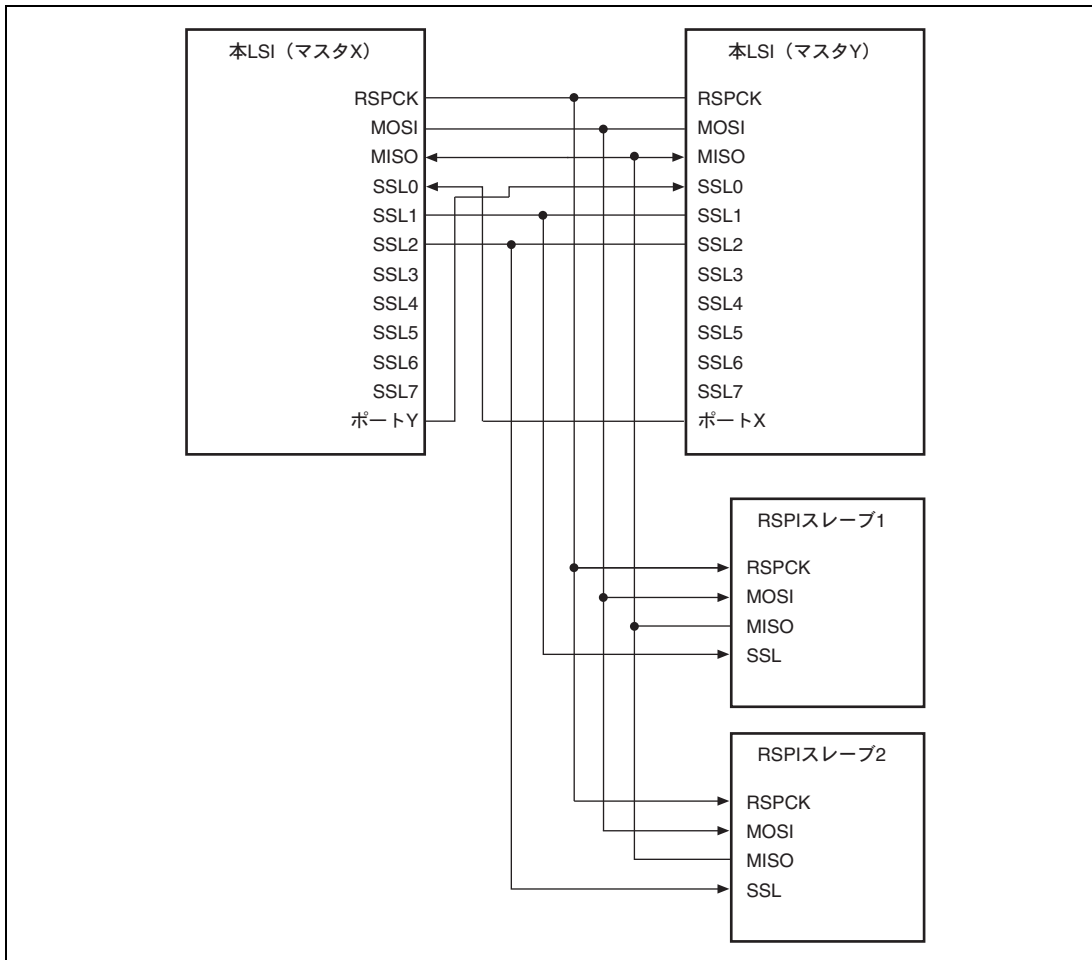 本LSI（マスタX）
RSPCK
MOSI
MISO
SSL0
SSL1
SSL2
SSL3
SSL4
SSL5
SSL6
SSL7
ポートY
本LSI（マスタY）
RSPCK
MOSI
MISO
SSL0
SSL1
SSL2
SSL3
SSL4
SSL5
SSL6
SSL7
ポートX
RSPIスレーブ1
RSPCK
MOSI
MISO
SSL
RSPIスレーブ2
RSPCK
MOSI
MISO
SSL